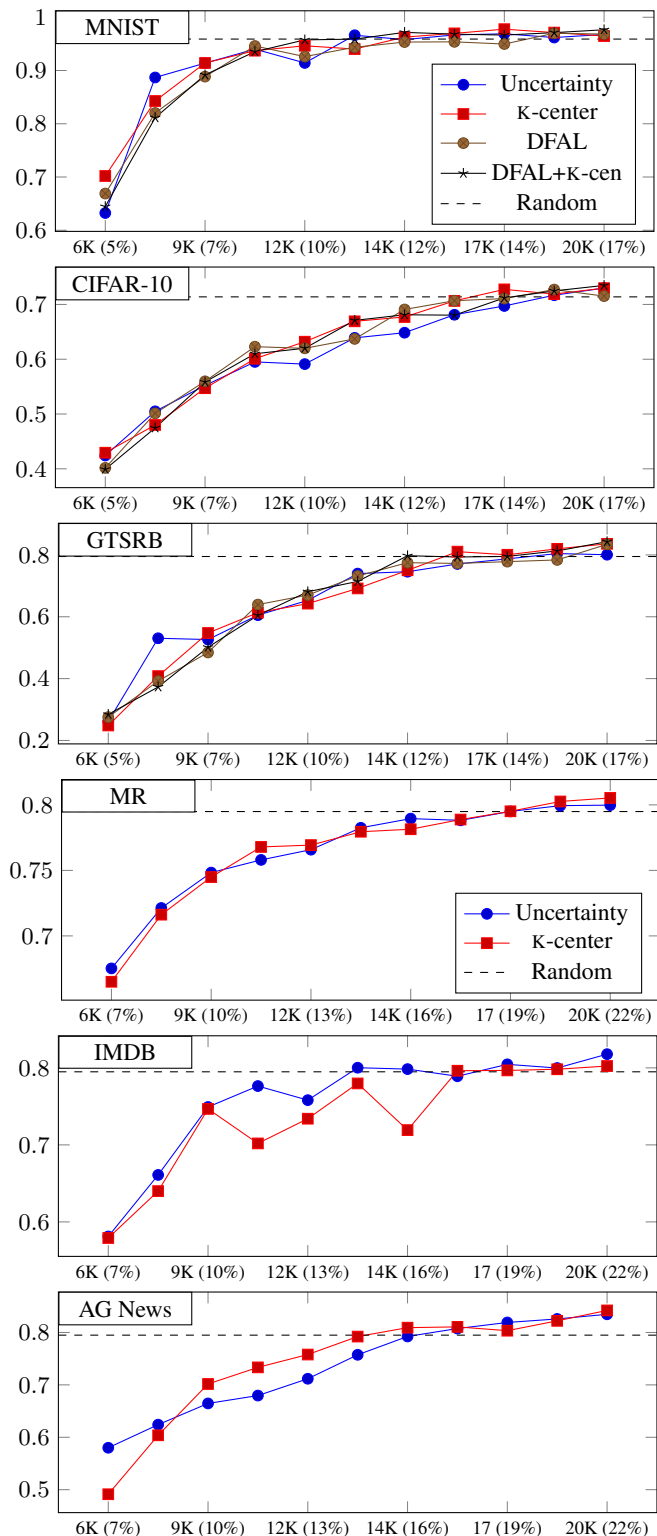 MNIST
1
0.9
0.8
0.7
0.6
Uncertainty
K-center
DFAL
DFAL+K-cen
Random
6K (5%) 9K (7%) 12K (10%) 14K (12%) 17K (14%) 20K (17%)
CIFAR-10
0.7
0.6
0.5
0.4
6K (5%) 9K (7%) 12K (10%) 14K (12%) 17K (14%) 20K (17%)
GTSRB
0.8
0.6
0.4
0.2
6K (5%) 9K (7%) 12K (10%) 14K (12%) 17K (14%) 20K (17%)
MR
0.8
0.75
0.7
Uncertainty
K-center
Random
6K (7%) 9K (10%) 12K (13%) 14K (16%) 17 (19%) 20K (22%)
IMDB
0.8
0.7
0.6
6K (7%) 9K (10%) 12K (13%) 14K (16%) 17 (19%) 20K (22%)
AG News
0.8
0.7
0.6
0.5
6K (7%) 9K (10%) 12K (13%) 14K (16%) 17 (19%) 20K (22%)